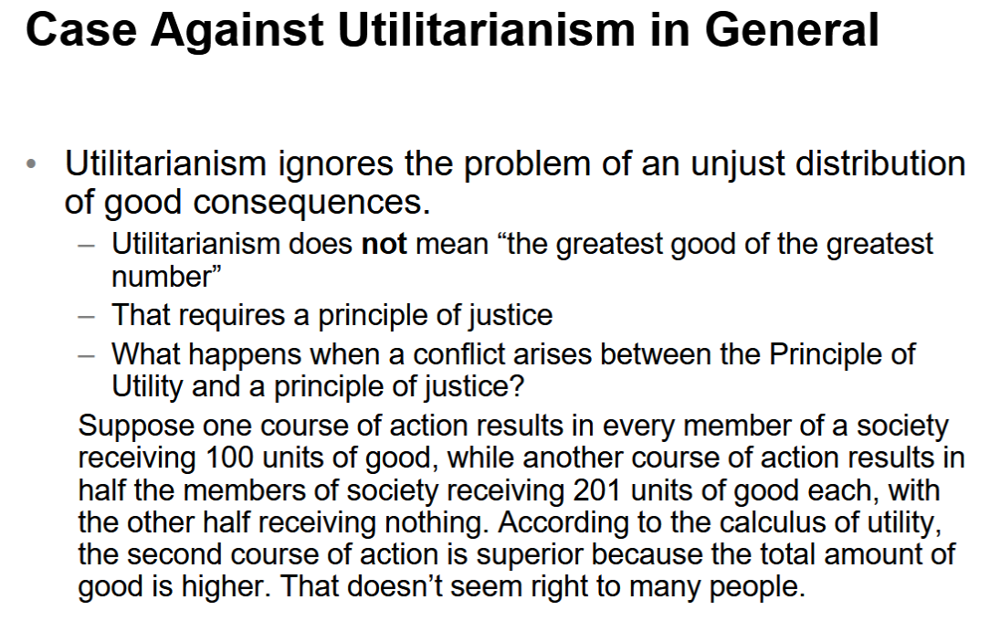 Case Against Utilitarianism in General
• Utilitarianism ignores the problem of an unjust distribution
of good consequences.
– Utilitarianism does not mean “the greatest good of the greatest
number”
– That requires a principle of justice
– What happens when a conflict arises between the Principle of
Utility and a principle of justice?
Suppose one course of action results in every member of a society
receiving 100 units of good, while another course of action results in
half the members of society receiving 201 units of good each, with
the other half receiving nothing. According to the calculus of utility,
the second course of action is superior because the total amount of
good is higher. That doesn’t seem right to many people.